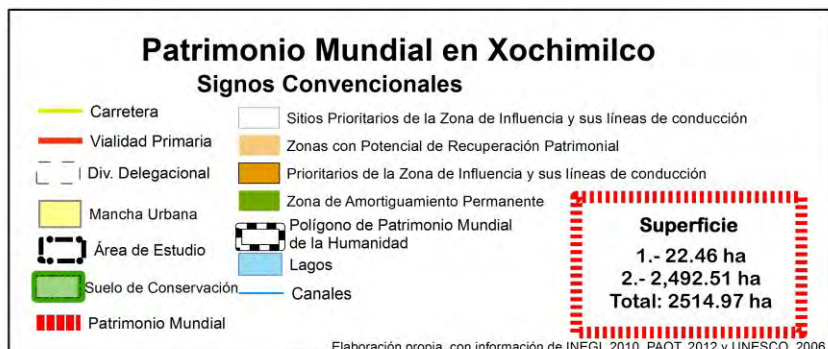 Patrimonio Mundial en Xochimilco
Signos Convencionales
Carretera
Vialidad Primaria
Div. Delegacional
Mancha Urbana
Área de Estudio
Suelo de Conservación
Patrimonio Mundial
Sitios Prioritarios de la Zona de Influencia y sus líneas de conducción
Zonas con Potencial de Recuperación Patrimonial
Prioritarios de la Zona de Influencia y sus líneas de conducción
Zona de Amortiguamiento Permanente
Polígono de Patrimonio Mundial
de la Humanidad
Lagos
Canales
Superficie
1.- 22.46 ha
2.- 2,492.51 ha
Total: 2514.97 ha
Elaboración propia, con información de INEGI, 2010, PAOT, 2012 y UNESCO, 2006